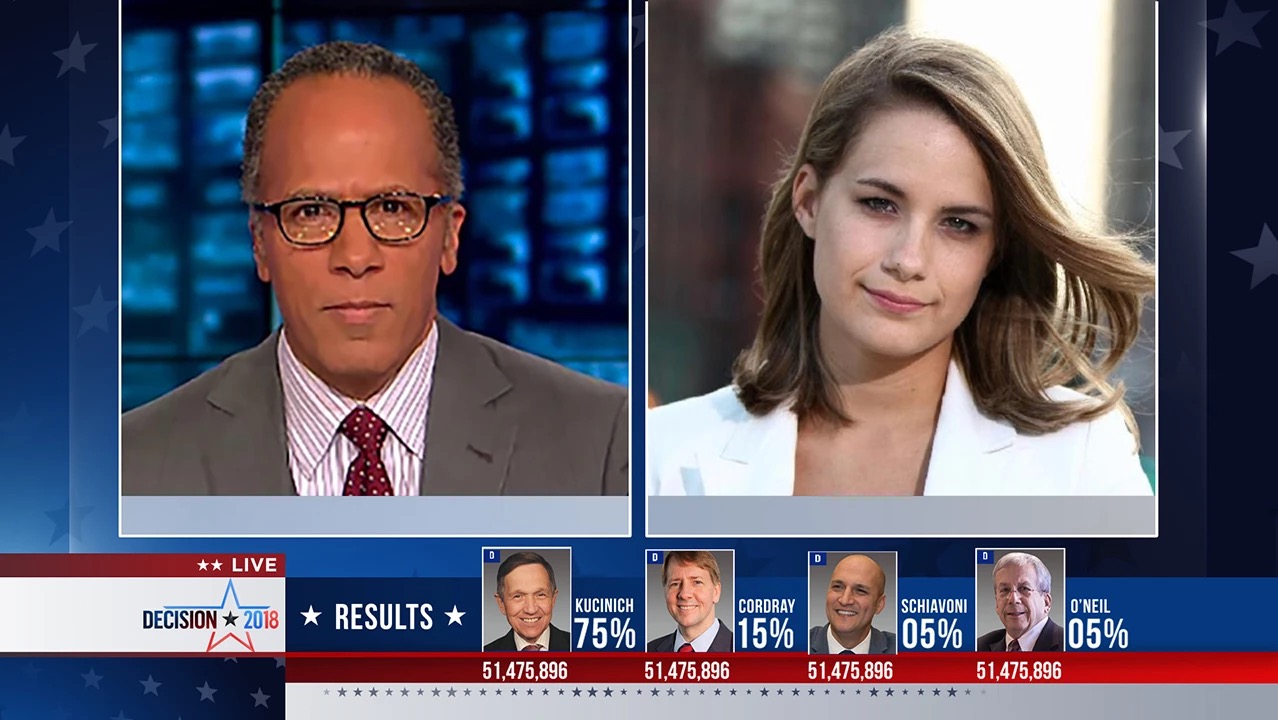 ★★ LIVE
DECISION ★ 2018
★ RESULTS ★
D
KUCINICH
75%
51,475,896
D
CORDRAY
15%
51,475,896
D
SCHIAVONI
05%
51,475,896
D
O'NEIL
05%
51,475,896